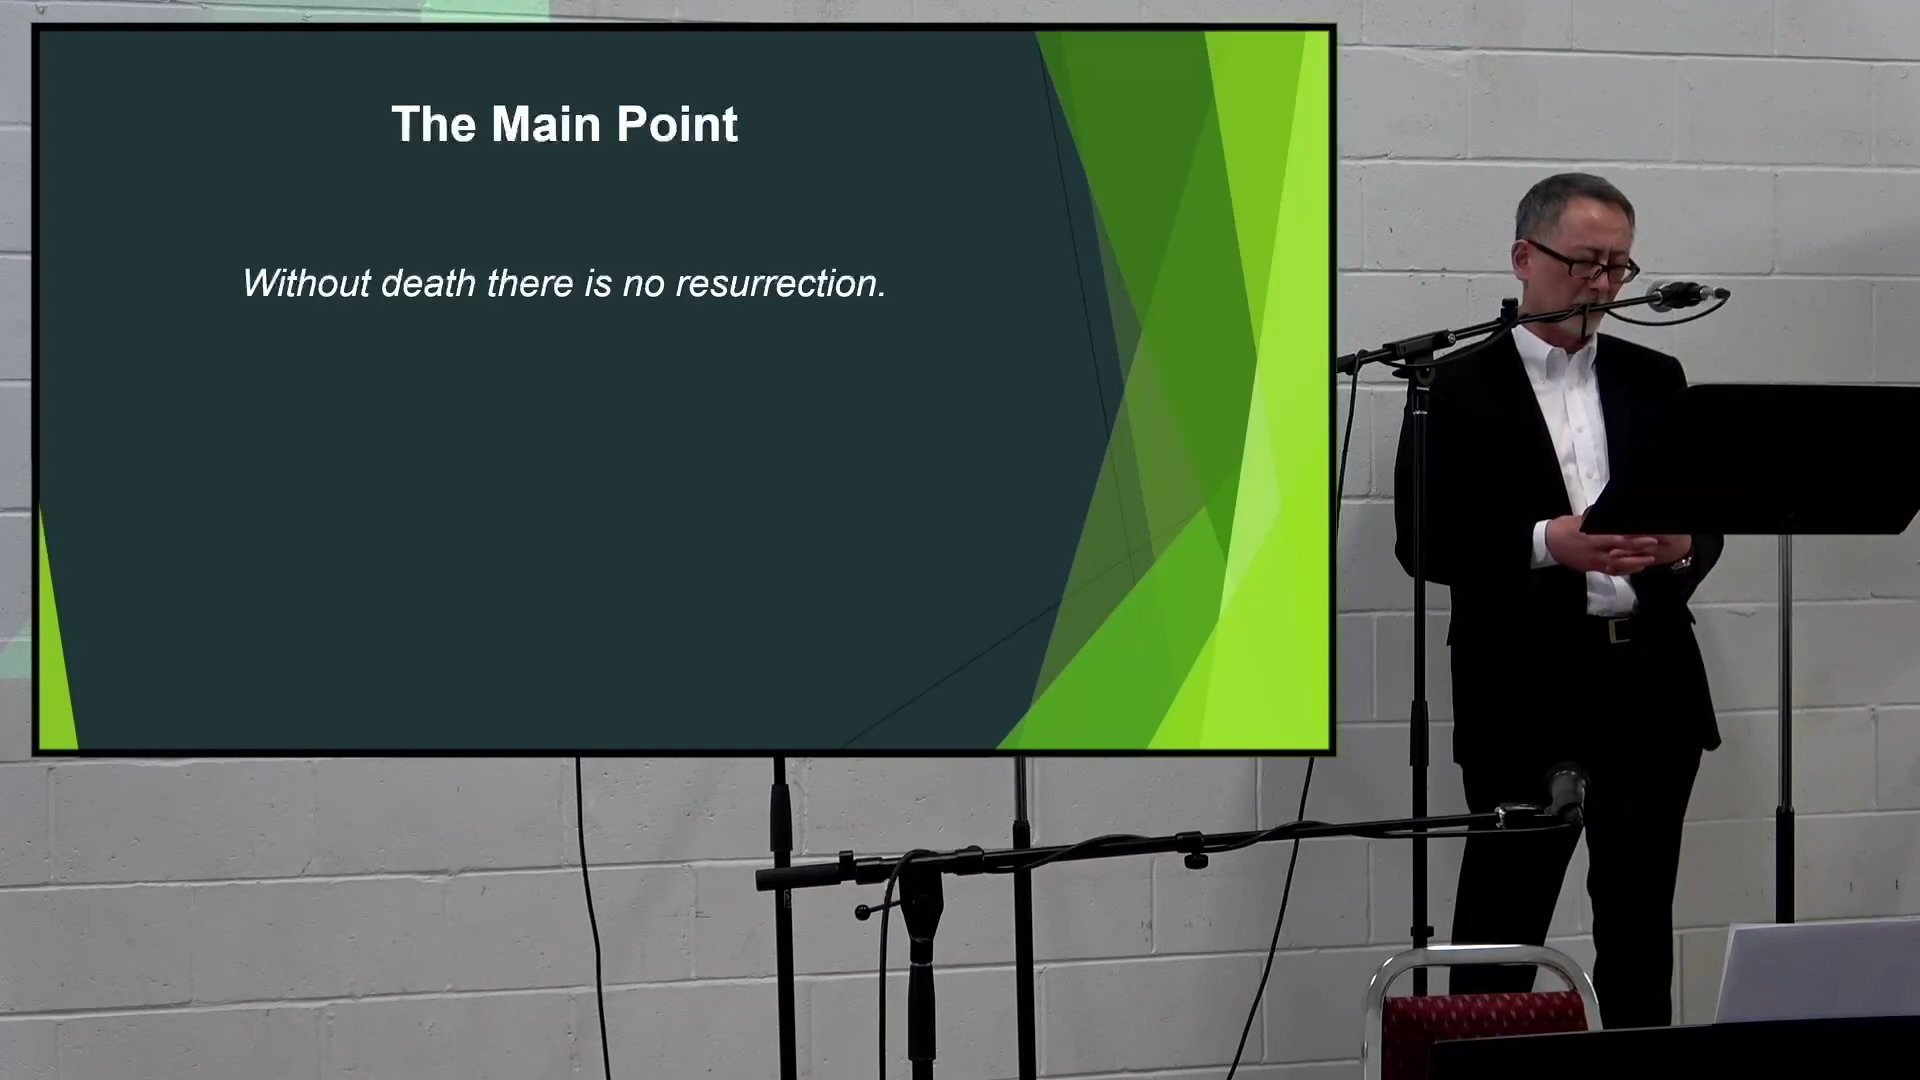 The Main Point
Without death there is no resurrection.